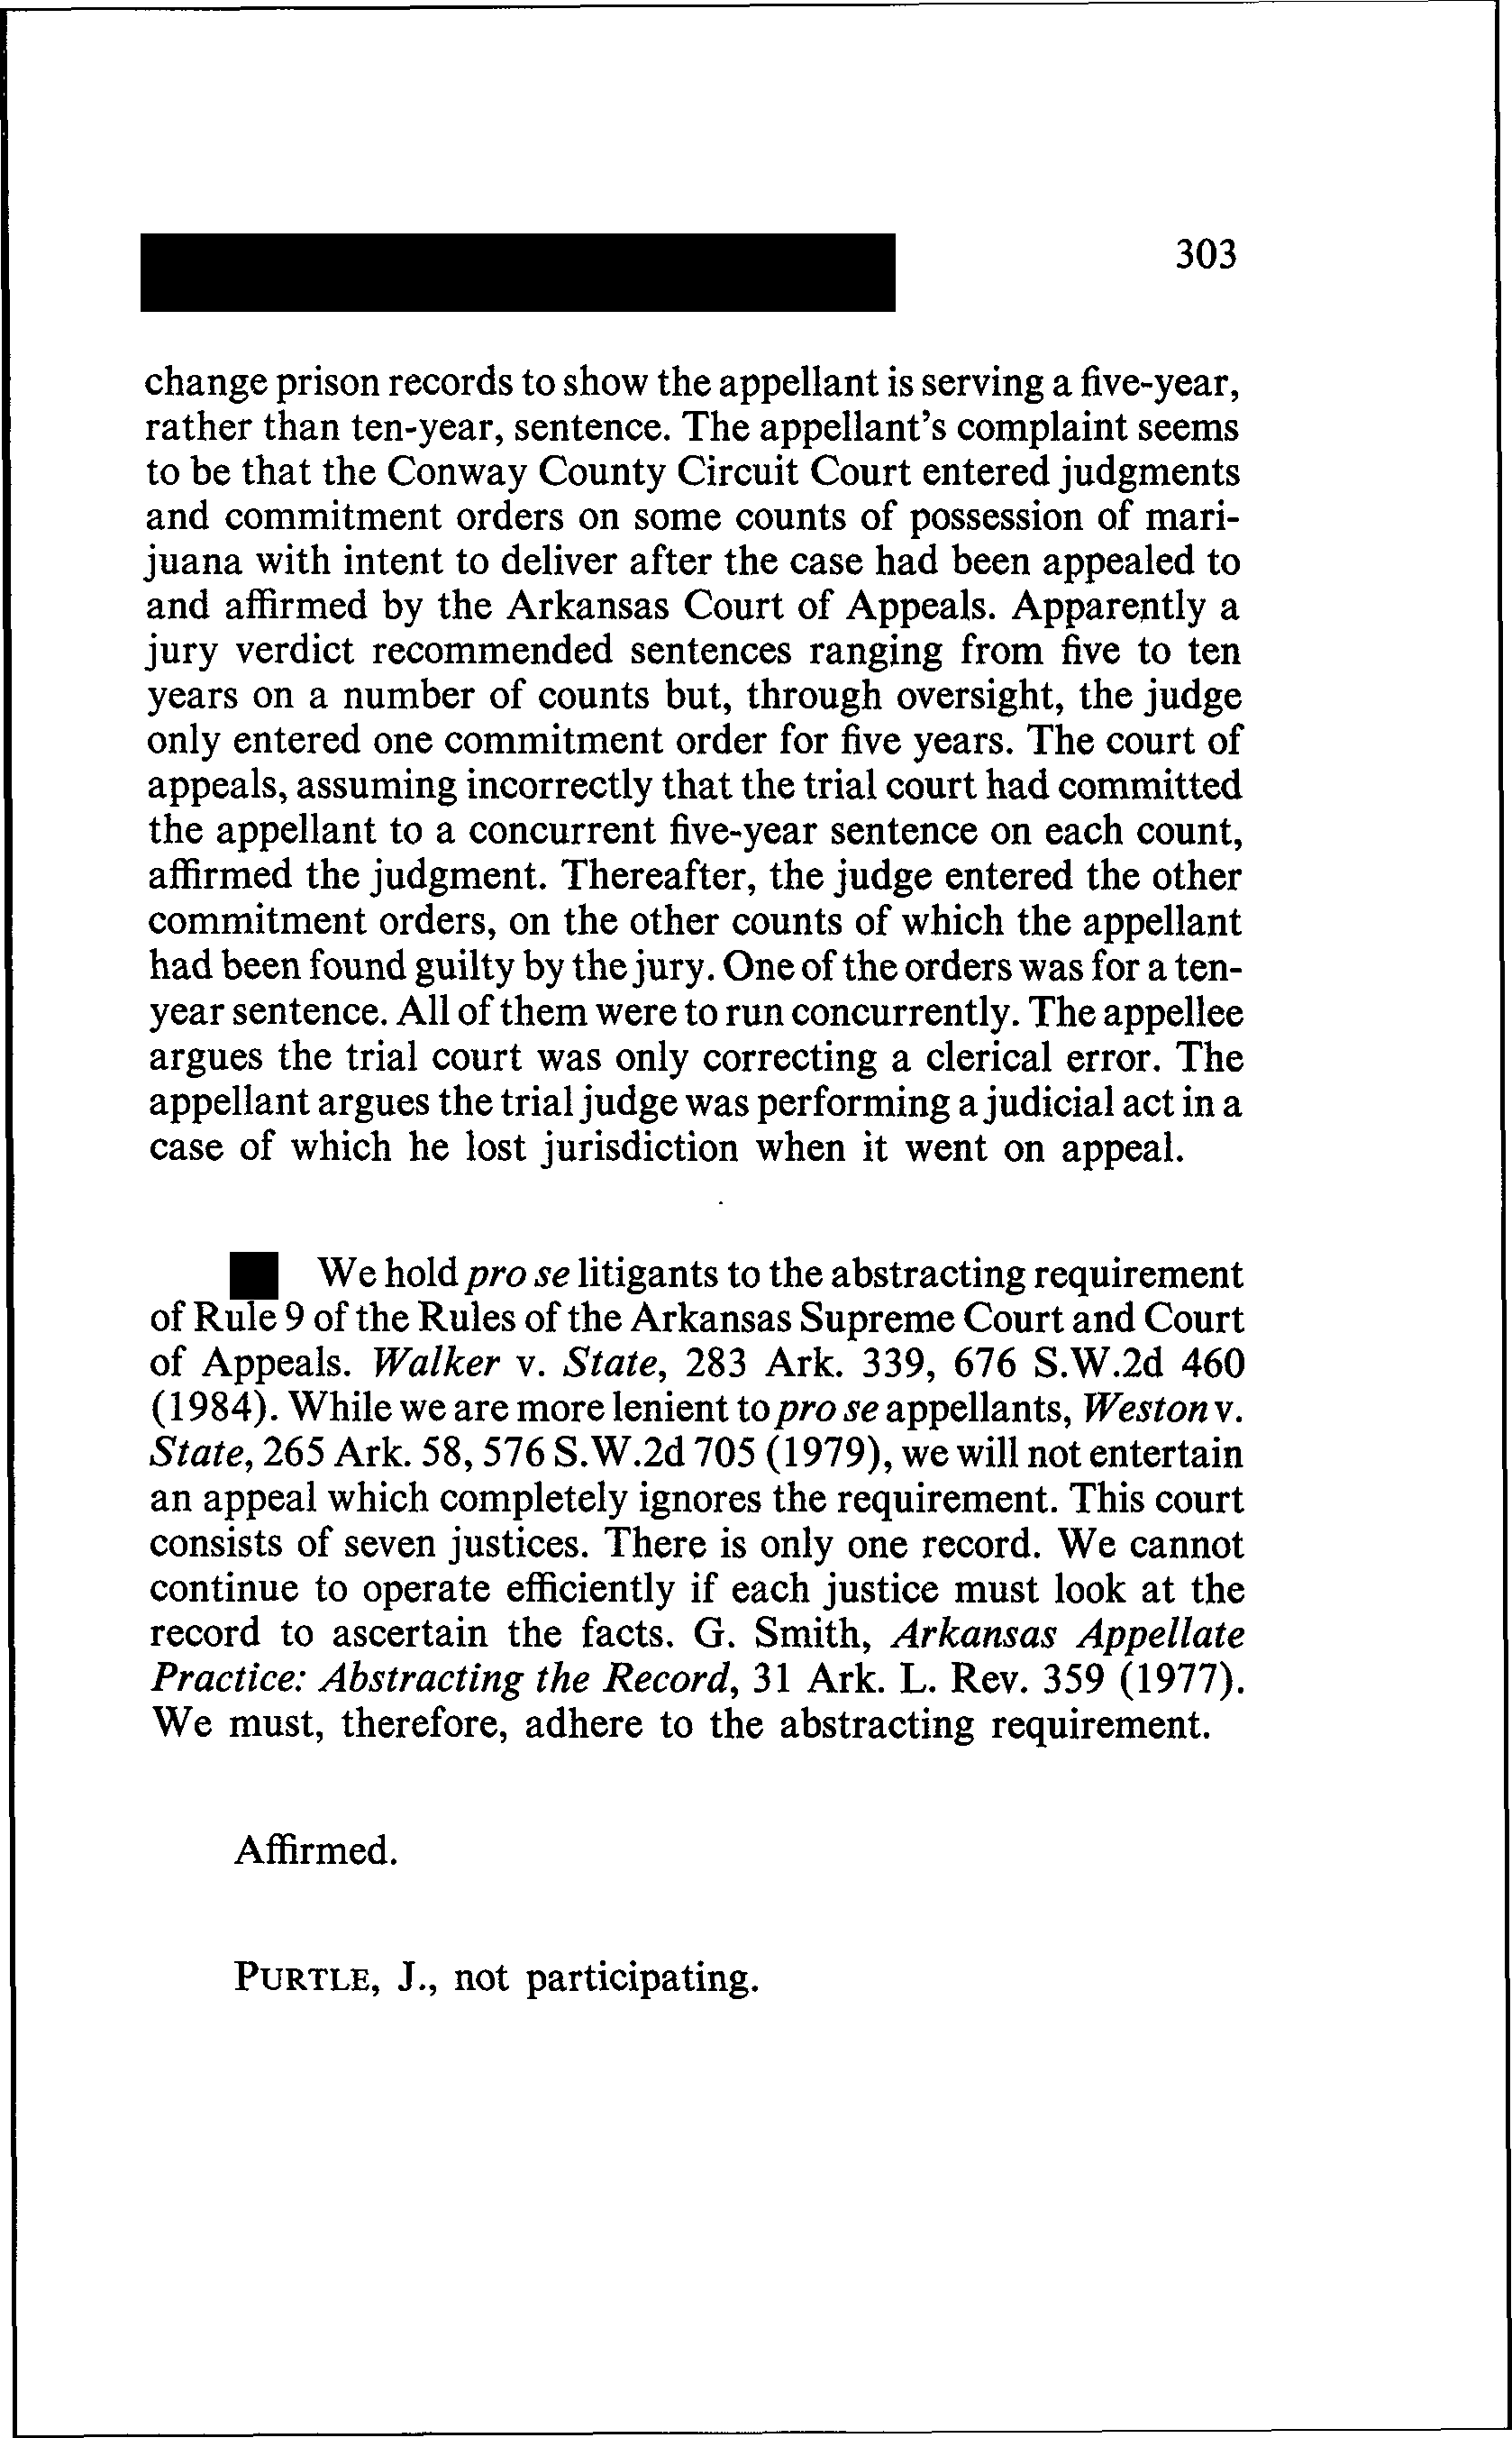 303
change prison records to show the appellant is serving a five-year,
rather than ten-year, sentence. The appellant's complaint seems
to be that the Conway County Circuit Court entered judgments
and commitment orders on some counts of possession of mari-
juana with intent to deliver after the case had been appealed to
and affirmed by the Arkansas Court of Appeals. Apparently a
jury verdict recommended sentences ranging from five to ten
years on a number of counts but, through oversight, the judge
only entered one commitment order for five years. The court of
appeals, assuming incorrectly that the trial court had committed
the appellant to a concurrent five-year sentence on each count,
affirmed the judgment. Thereafter, the judge entered the other
commitment orders, on the other counts of which the appellant
had been found guilty by the jury. One of the orders was for a ten-
year sentence. All of them were to run concurrently. The appellee
argues the trial court was only correcting a clerical error. The
appellant argues the trial judge was performing a judicial act in a
case of which he lost jurisdiction when it went on appeal.
We hold pro se litigants to the abstracting requirement
of Rule 9 of the Rules of the Arkansas Supreme Court and Court
of Appeals. Walker v. State, 283 Ark. 339, 676 S.W.2d 460
(1984). While we are more lenient to pro se appellants, Weston v.
State, 265 Ark. 58, 576 S.W.2d 705 (1979), we will not entertain
an appeal which completely ignores the requirement. This court
consists of seven justices. There is only one record. We cannot
continue to operate efficiently if each justice must look at the
record to ascertain the facts. G. Smith, Arkansas Appellate
Practice: Abstracting the Record, 31 Ark. L. Rev. 359 (1977).
We must, therefore, adhere to the abstracting requirement.
Affirmed.
PURTLE, J., not participating.